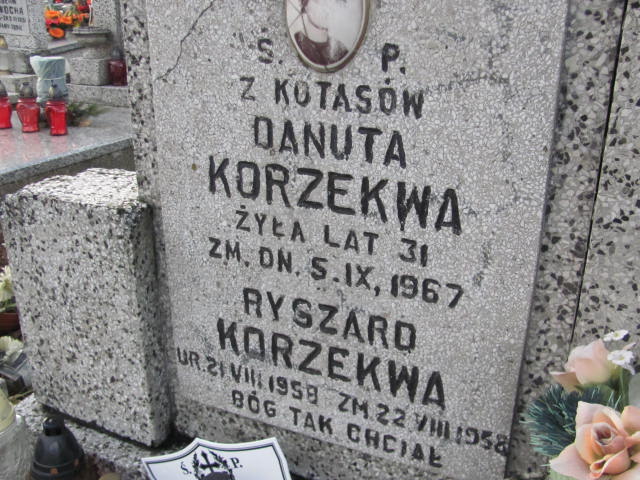 Ś. P.
Z KOTASÓW
DANUTA
KORZEKWA
ŻYŁA LAT 31
ZM. DN. 5. IX, 1967
RYSZARD
KORZEKWA
UR. 21 VIII 1958 ZM. 22 VIII 1958
BÓG TAK CHCIAŁ
Ś. P.